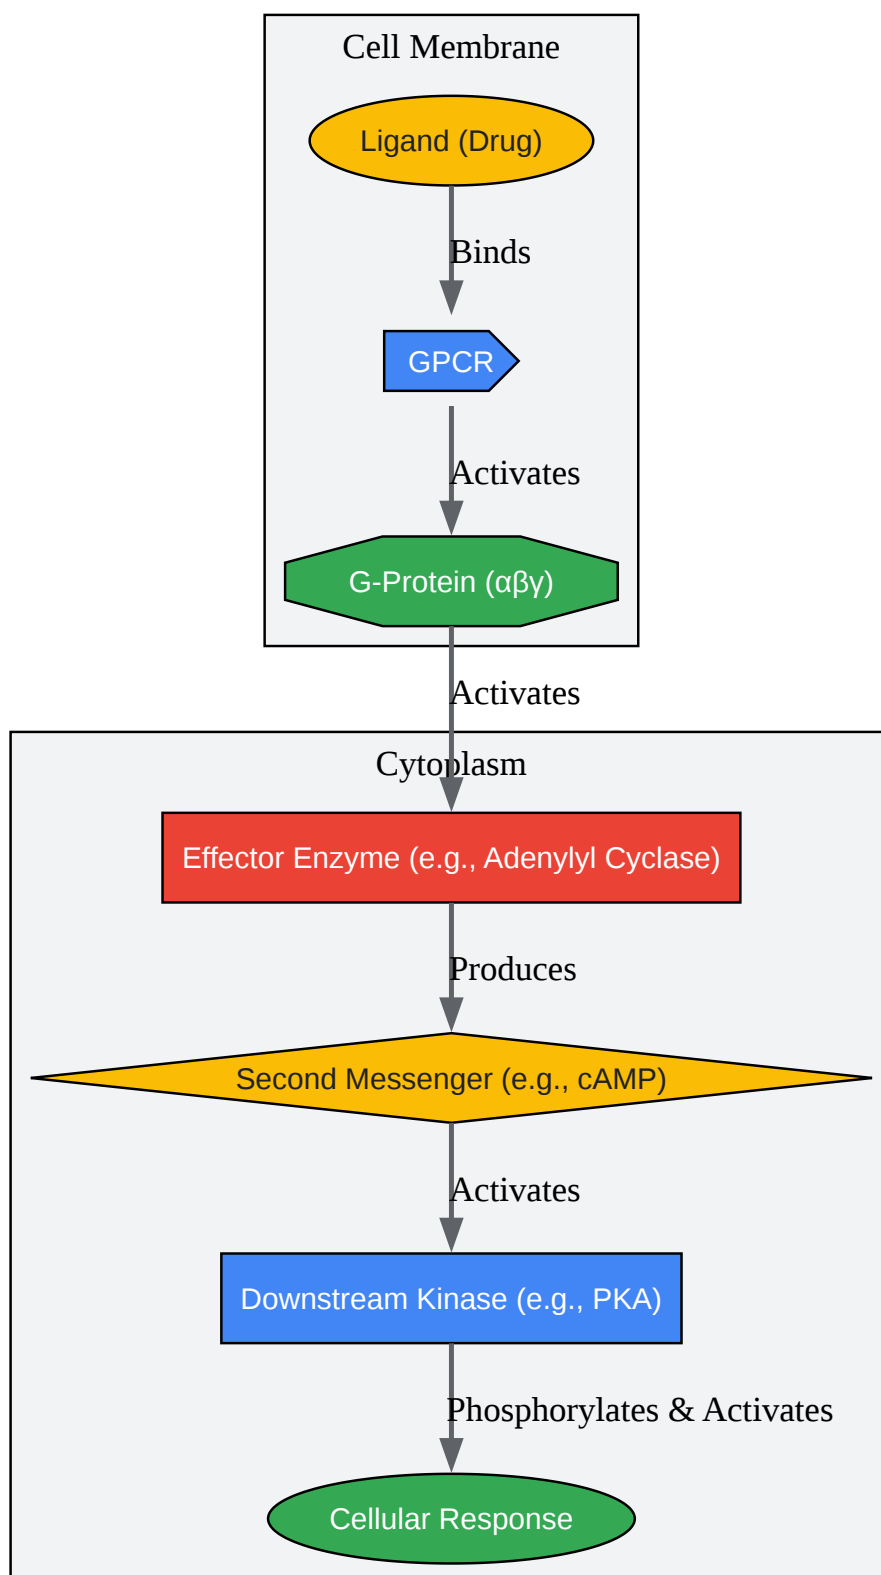 Cell Membrane
Ligand (Drug)
Binds
GPCR
Activates
G-Protein (αβγ)
Activates
Cytoplasm
Effector Enzyme (e.g., Adenylyl Cyclase)
Produces
Second Messenger (e.g., cAMP)
Activates
Downstream Kinase (e.g., PKA)
Phosphorylates & Activates
Cellular Response